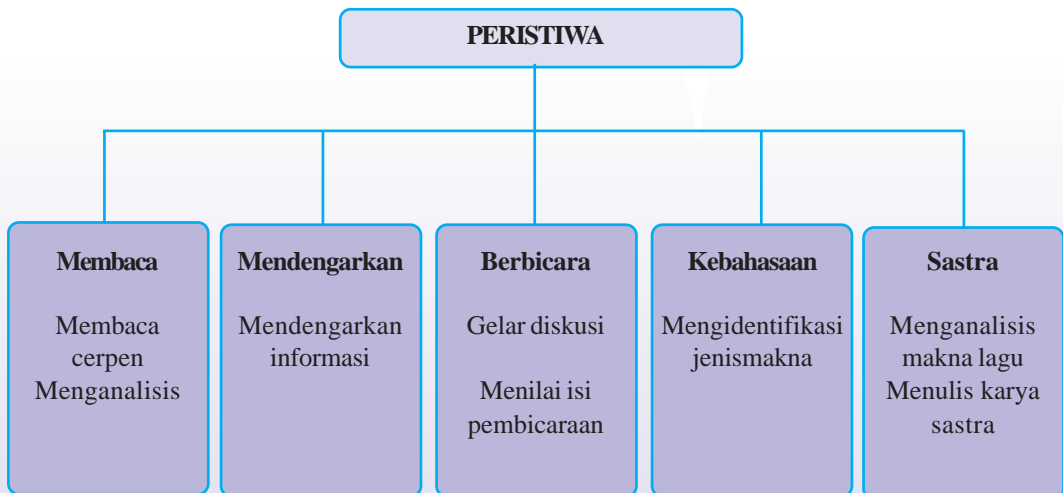 PERISTIWA
Membaca
Membaca
cerpen
Menganalisis
Mendengarkan
Mendengarkan
informasi
Berbicara
Gelar diskusi
Menilai isi
pembicaraan
Kebahasaan
Mengidentifikasi
jenismakna
Sastra
Menganalisis
makna lagu
Menulis karya
sastra